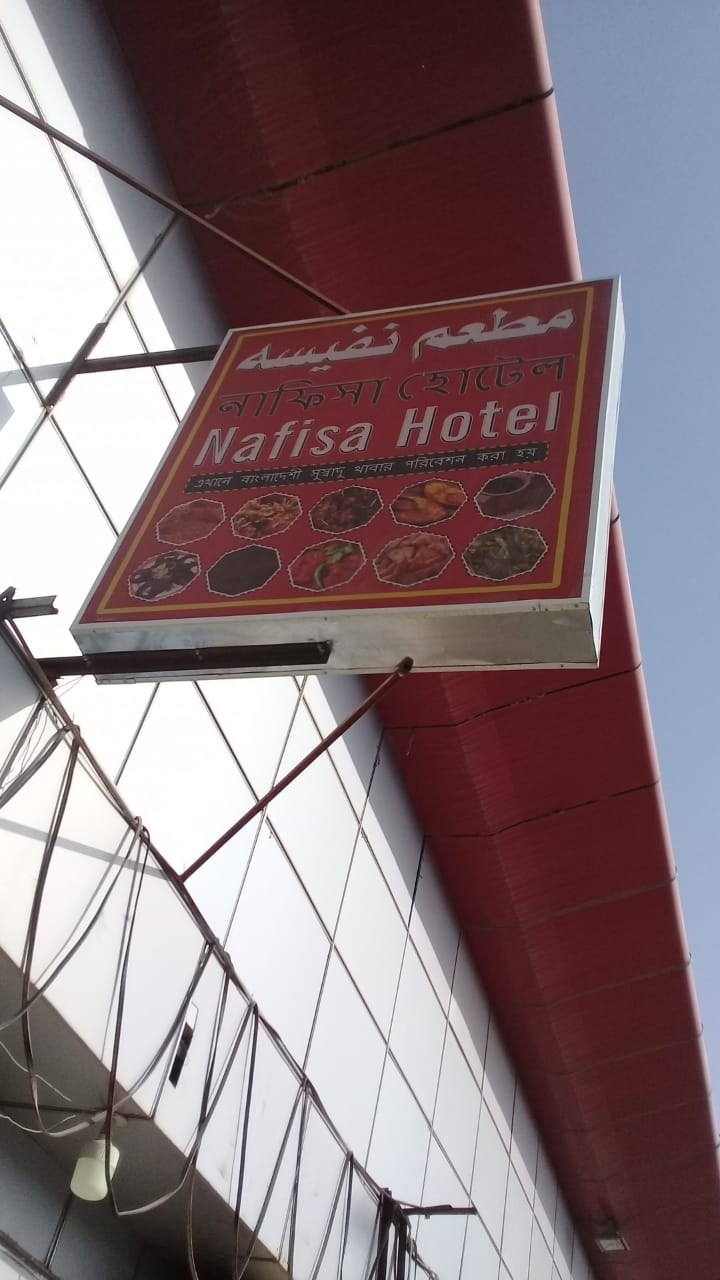 مطعم نفيسه
নাফিসা হোটেল
Nafisa Hotel
এখানে বাংলাদেশী সুস্বাদু খাবার পরিবেশন করা হয়